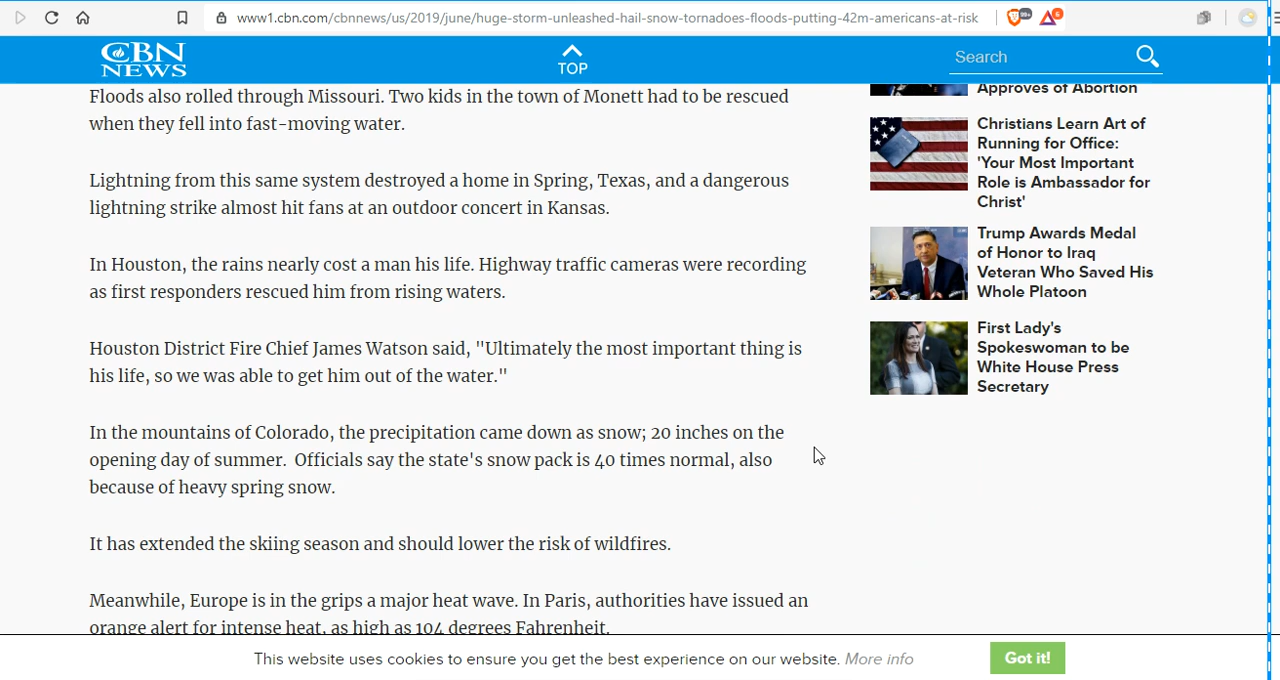 www1.cbn.com/cbnnews/us/2019/june/huge-storm-unleashed-hail-snow-tornadoes-floods-putting-42m-americans-at-risk
99+
6
CBN
NEWS
TOP
Search
Floods also rolled through Missouri. Two kids in the town of Monett had to be rescued
when they fell into fast-moving water.
Lightning from this same system destroyed a home in Spring, Texas, and a dangerous
lightning strike almost hit fans at an outdoor concert in Kansas.
In Houston, the rains nearly cost a man his life. Highway traffic cameras were recording
as first responders rescued him from rising waters.
Houston District Fire Chief James Watson said, "Ultimately the most important thing is
his life, so we was able to get him out of the water."
In the mountains of Colorado, the precipitation came down as snow; 20 inches on the
opening day of summer.  Officials say the state's snow pack is 40 times normal, also
because of heavy spring snow.
It has extended the skiing season and should lower the risk of wildfires.
Meanwhile, Europe is in the grips a major heat wave. In Paris, authorities have issued an
orange alert for intense heat, as high as 104 degrees Fahrenheit.
Approves of Abortion
Christians Learn Art of
Running for Office:
'Your Most Important
Role is Ambassador for
Christ'
Trump Awards Medal
of Honor to Iraq
Veteran Who Saved His
Whole Platoon
First Lady's
Spokeswoman to be
White House Press
Secretary
This website uses cookies to ensure you get the best experience on our website. More info
Got it!